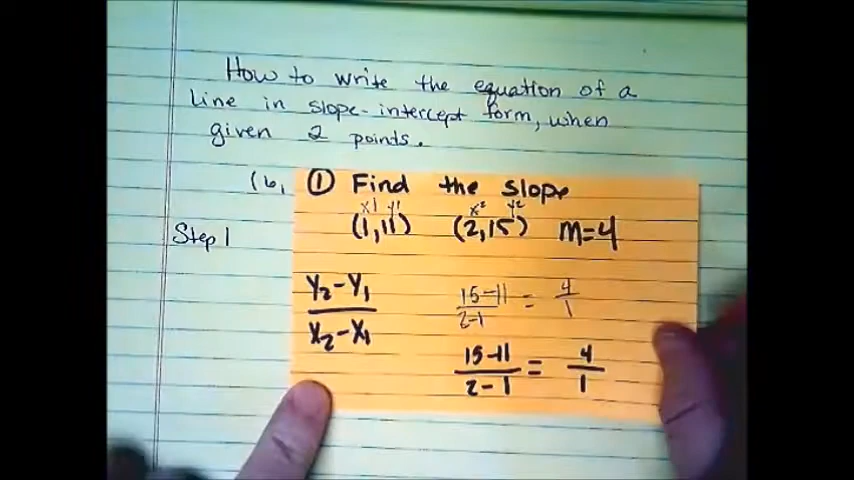 How to write the equation of a
line in slope-intercept form, when
given 2 points.
(6, ① Find the slope
x1 y1 x2 y2
Step 1 (1,11) (2,15) m=4
y2-y1 / x2-x1
15-11 / 2-1 = 4/1
15-11 / 2-1 = 4/1